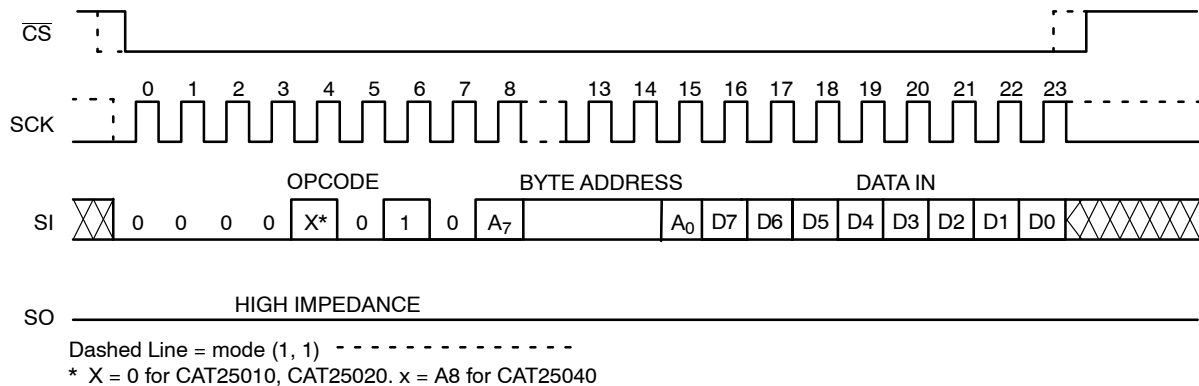 CS
0 1 2 3 4 5 6 7 8 13 14 15 16 17 18 19 20 21 22 23
SCK
OPCODE BYTE ADDRESS DATA IN
SI 0 0 0 0 X* 0 1 0 A7 A0 D7 D6 D5 D4 D3 D2 D1 D0
HIGH IMPEDANCE
SO
Dashed Line = mode (1, 1) - - - - - - - - - - - - - -
* X = 0 for CAT25010, CAT25020. x = A8 for CAT25040